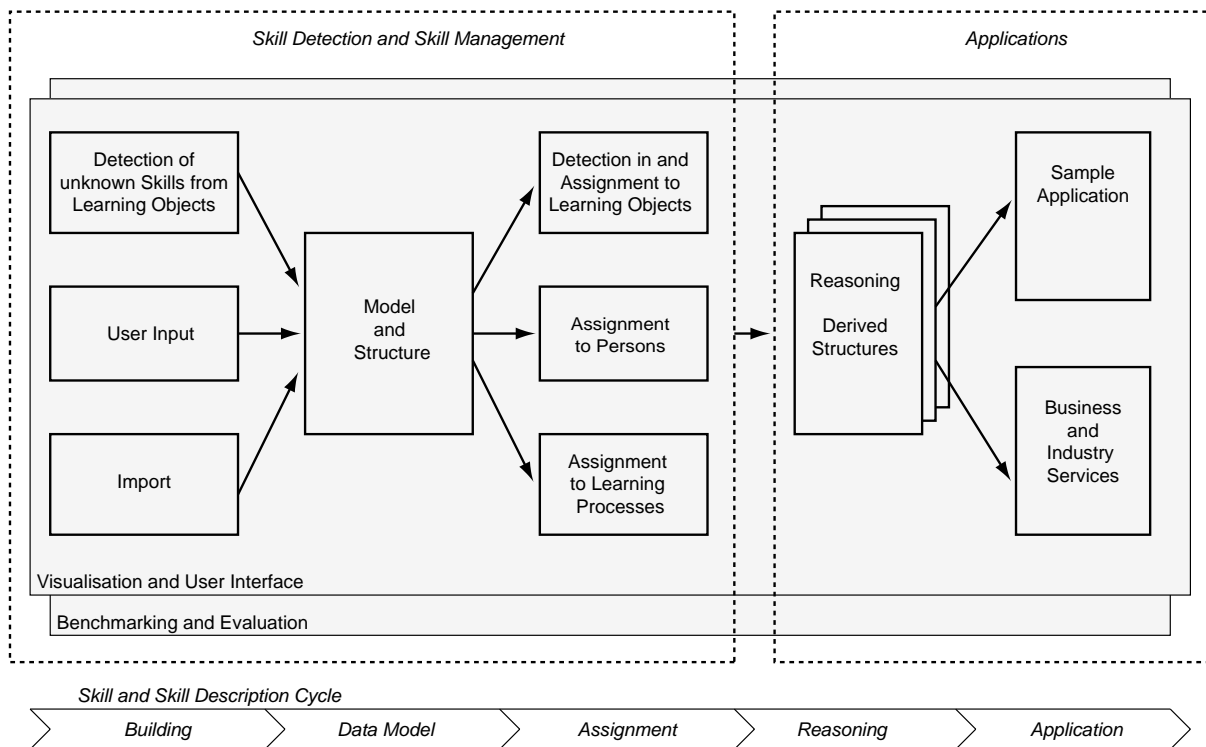 Skill Detection and Skill Management
Applications
Detection of
unknown Skills from
Learning Objects
User Input
Import
Model
and
Structure
Detection in and
Assignment to
Learning Objects
Assignment
to Persons
Assignment
to Learning
Processes
Reasoning
Derived
Structures
Sample
Application
Business
and
Industry
Services
Visualisation and User Interface
Benchmarking and Evaluation
Skill and Skill Description Cycle
Building
Data Model
Assignment
Reasoning
Application